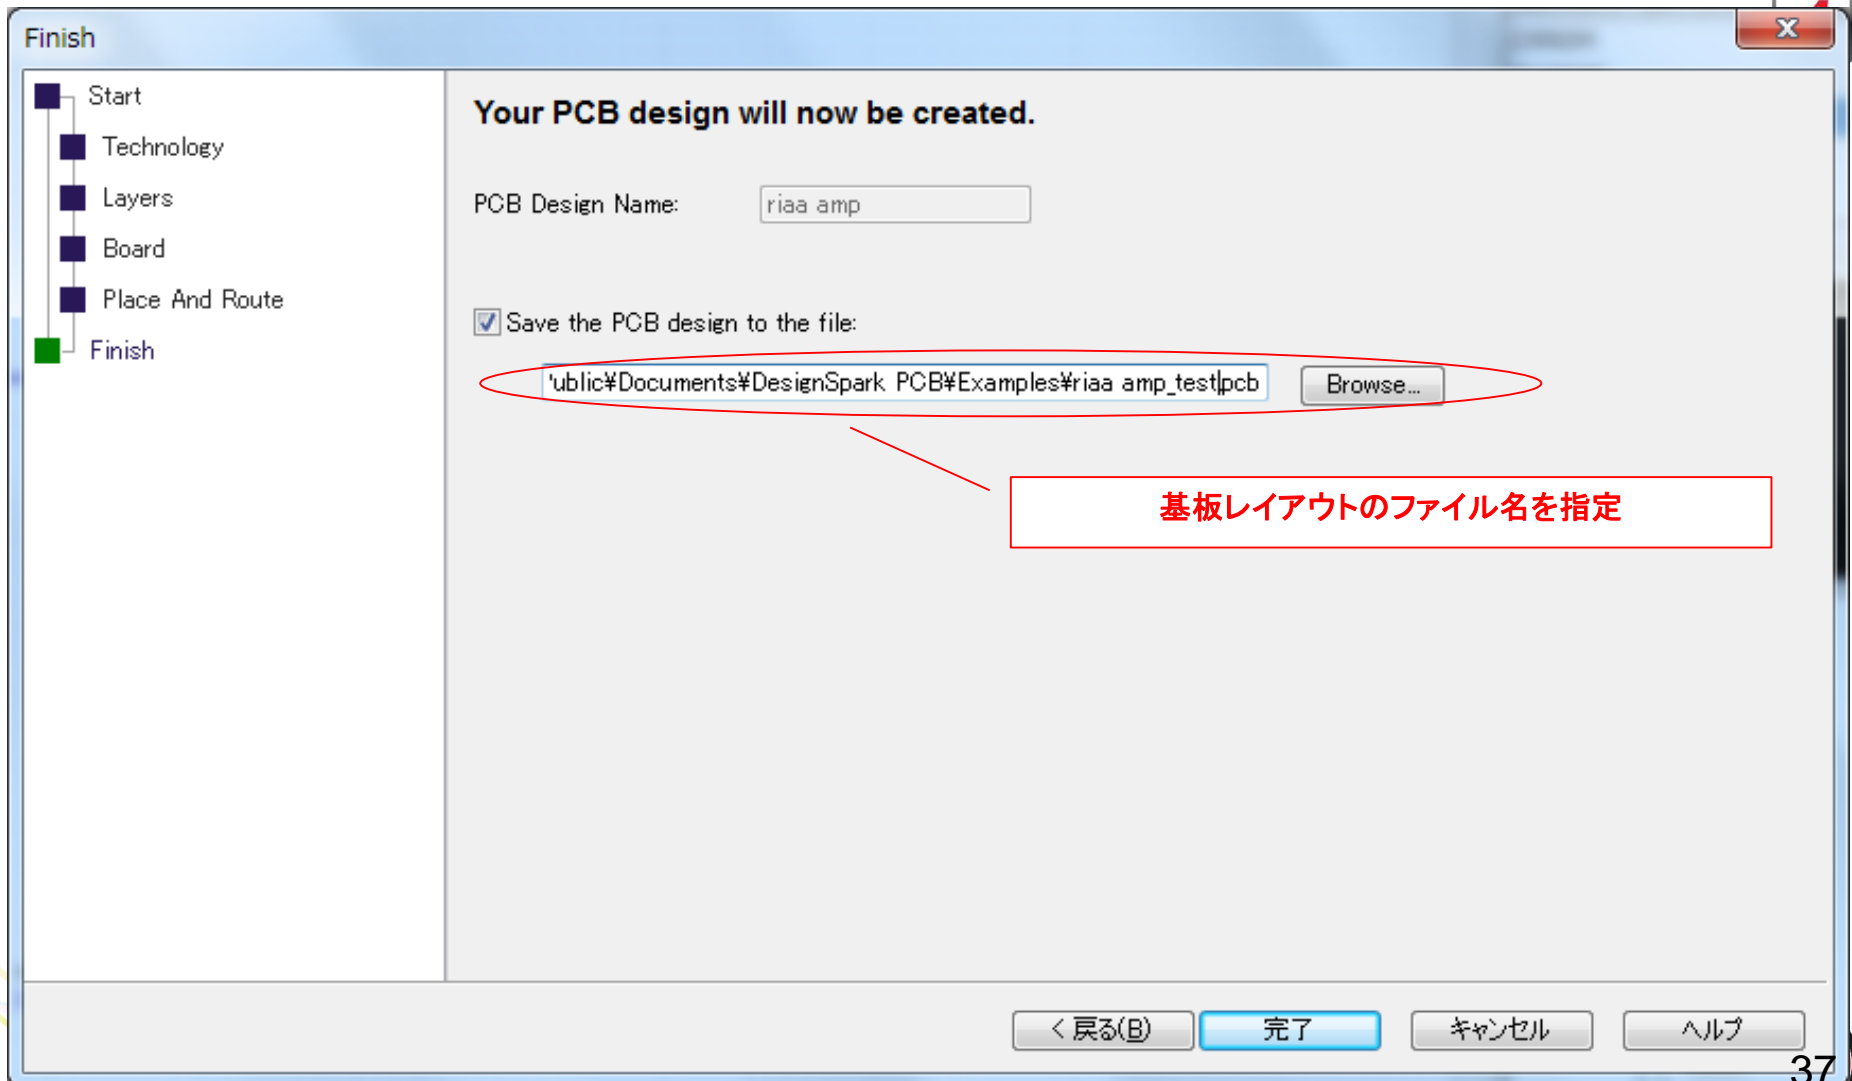 Finish
Start
Technology
Layers
Board
Place And Route
Finish
Your PCB design will now be created.
PCB Design Name:
riaa amp
Save the PCB design to the file:
ublic¥Documents¥DesignSpark PCB¥Examples¥riaa amp_test.pcb
Browse...
基板レイアウトのファイル名を指定
< 戻る(B)
完了
キャンセル
ヘルプ
37